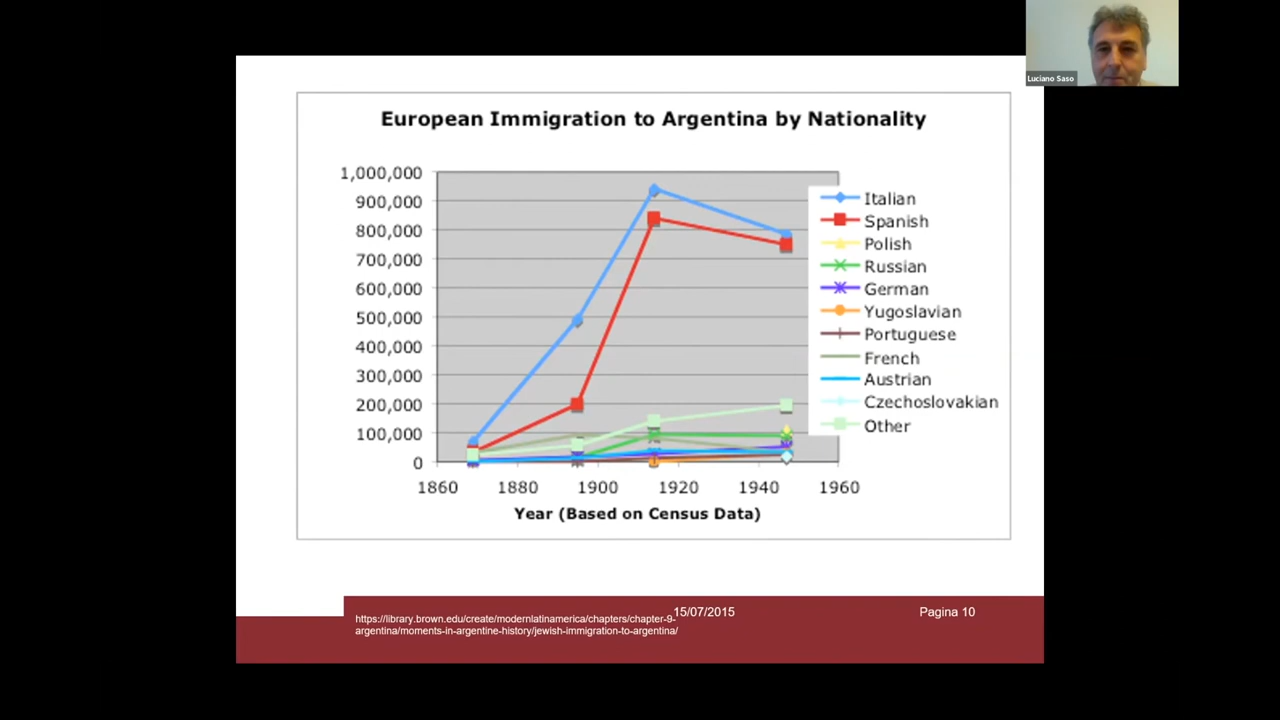 Luciano Saso
European Immigration to Argentina by Nationality
1,000,000
900,000
800,000
700,000
600,000
500,000
400,000
300,000
200,000
100,000
0
1860 1880 1900 1920 1940 1960
Year (Based on Census Data)
Italian
Spanish
Polish
Russian
German
Yugoslavian
Portuguese
French
Austrian
Czechoslovakian
Other
https://library.brown.edu/create/modernlatinamerica/chapters/chapter-9-
argentina/moments-in-argentine-history/jewish-immigration-to-argentina/
15/07/2015
Pagina 10